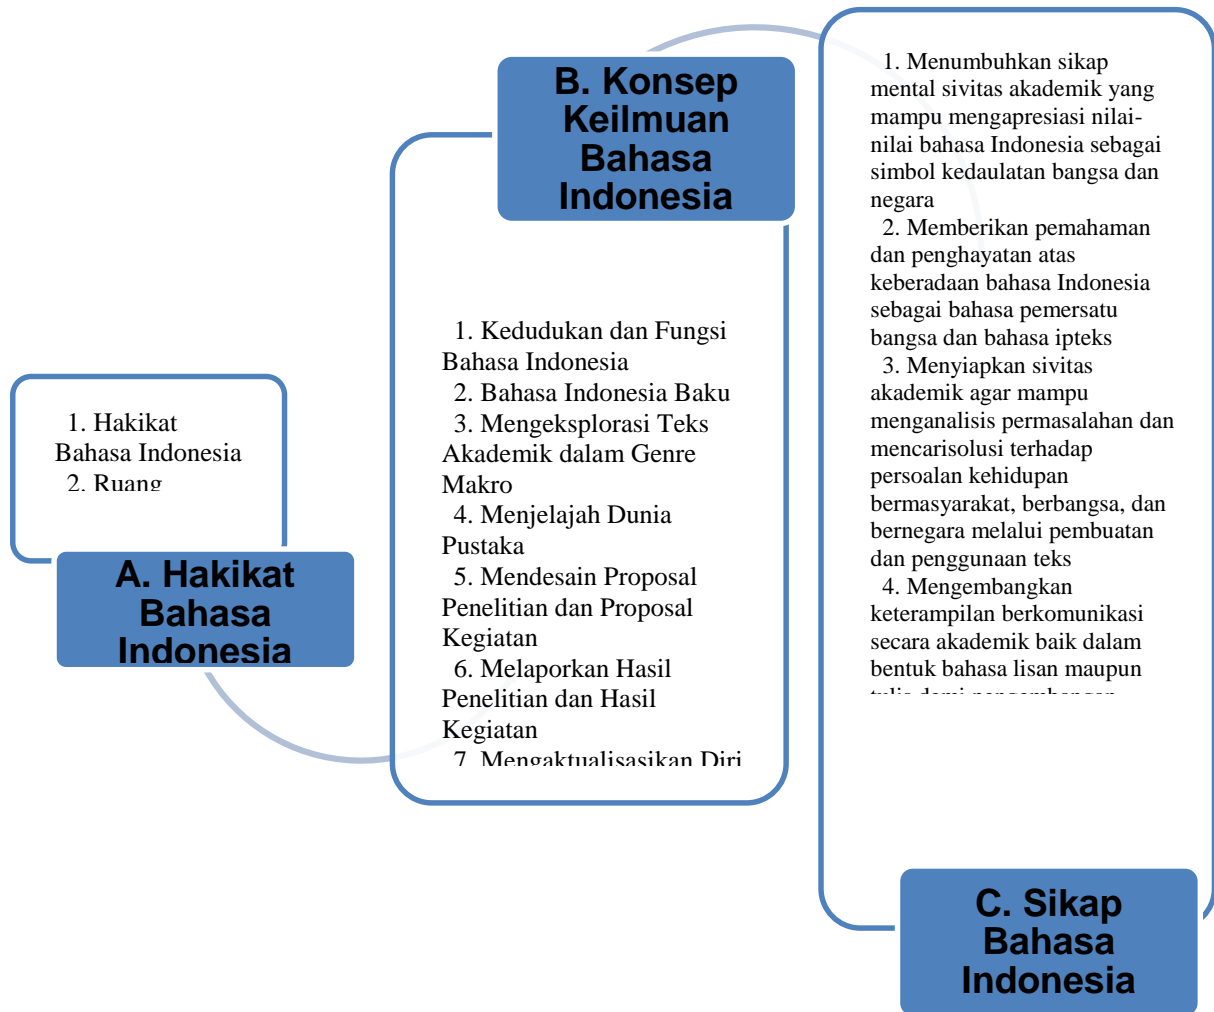 1. Hakikat
Bahasa Indonesia
2. Ruang
A. Hakikat
Bahasa
Indonesia
B. Konsep
Keilmuan
Bahasa
Indonesia
1. Kedudukan dan Fungsi
Bahasa Indonesia
2. Bahasa Indonesia Baku
3. Mengeksplorasi Teks
Akademik dalam Genre
Makro
4. Menjelajah Dunia
Pustaka
5. Mendesain Proposal
Penelitian dan Proposal
Kegiatan
6. Melaporkan Hasil
Penelitian dan Hasil
Kegiatan
7. Mengaktualisasikan Diri
1. Menumbuhkan sikap
mental sivitas akademik yang
mampu mengapresiasi nilai-
nilai bahasa Indonesia sebagai
simbol kedaulatan bangsa dan
negara
2. Memberikan pemahaman
dan penghayatan atas
keberadaan bahasa Indonesia
sebagai bahasa pemersatu
bangsa dan bahasa ipteks
3. Menyiapkan sivitas
akademik agar mampu
menganalisis permasalahan dan
mencarisolusi terhadap
persoalan kehidupan
bermasyarakat, berbangsa, dan
bernegara melalui pembuatan
dan penggunaan teks
4. Mengembangkan
keterampilan berkomunikasi
secara akademik baik dalam
bentuk bahasa lisan maupun
tulis demi pengembangan
C. Sikap
Bahasa
Indonesia